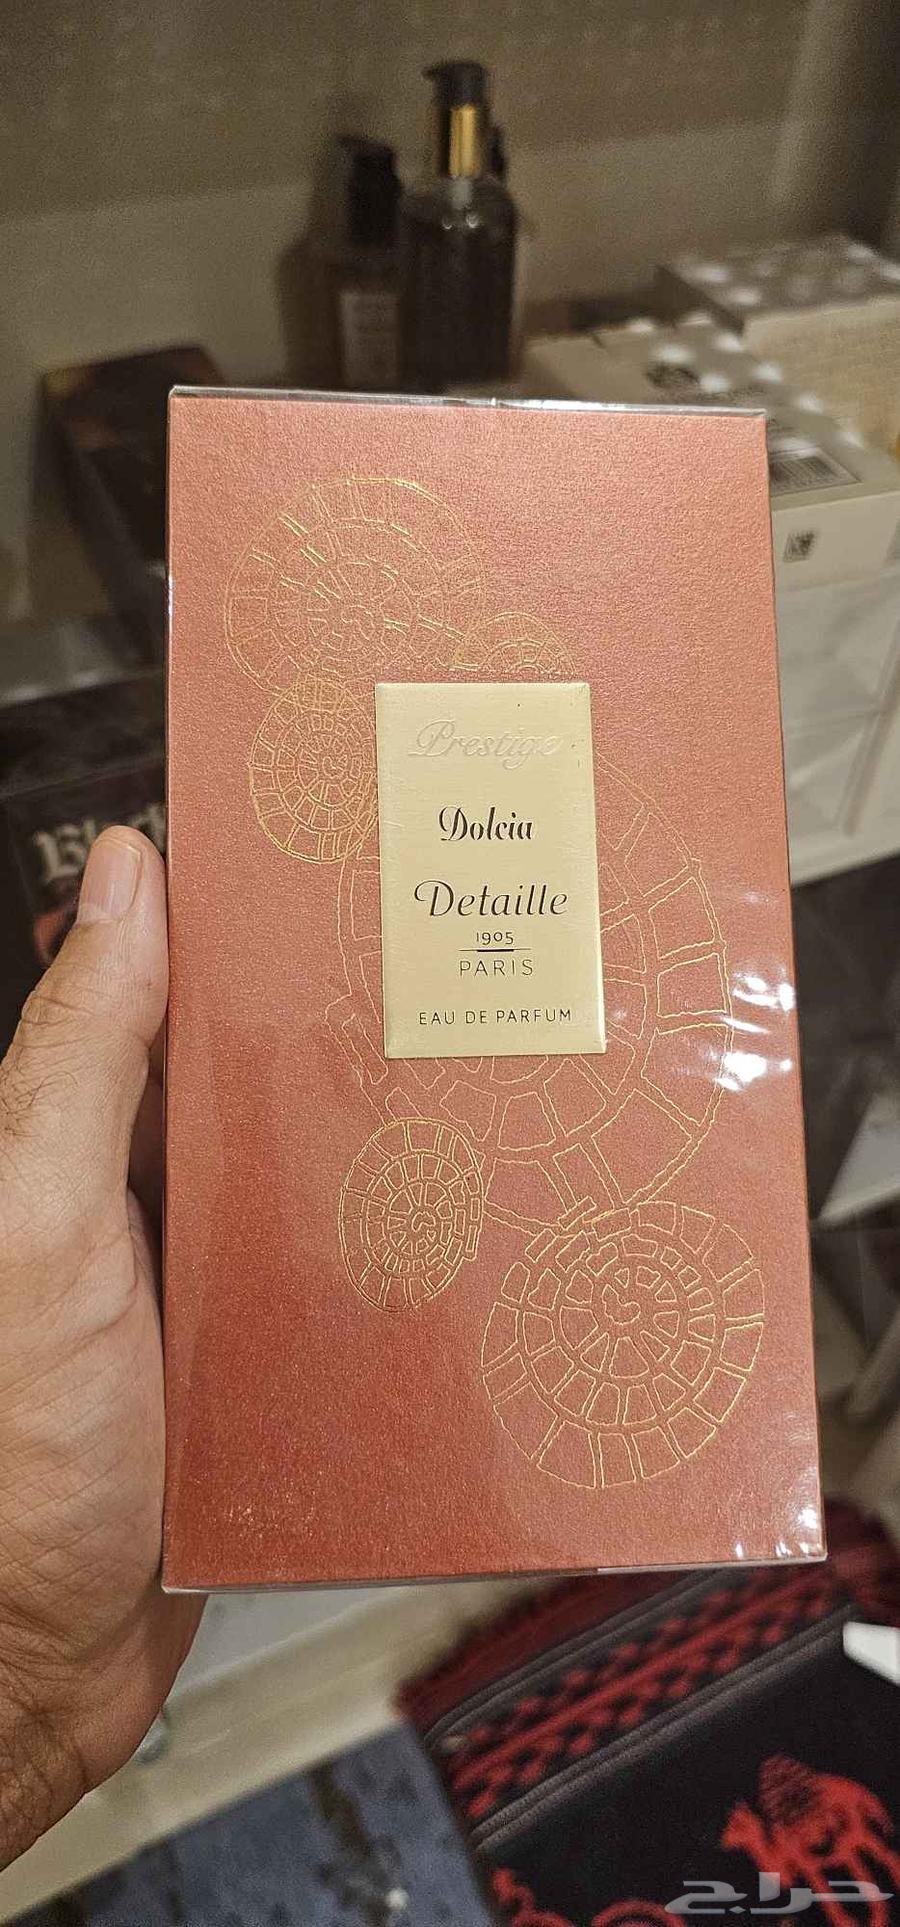 Prestige
Dolcia
Detaille
1905
PARIS
EAU DE PARFUM
حراج